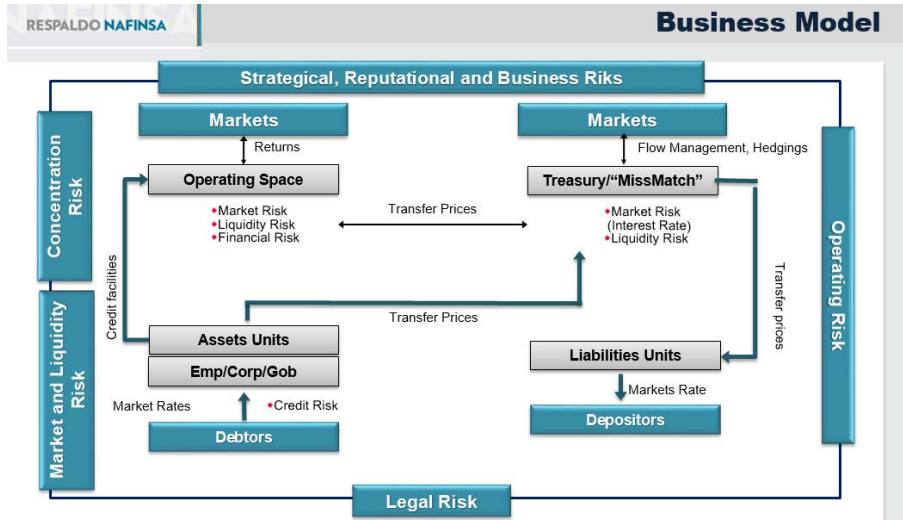 RESPALDO NAFINSA
Business Model
Strategical, Reputational and Business Riks
Markets
Markets
Returns
Flow Management, Hedgings
Operating Space
Treasury/“MissMatch”
Concentration
Risk
Market Risk
Liquidity Risk
Financial Risk
Transfer Prices
Market Risk
(Interest Rate)
Liquidity Risk
Operating Risk
Credit facilities
Transfer prices
Transfer Prices
Market and Liquidity
Risk
Assets Units
Emp/Corp/Gob
Liabilities Units
Market Rates
Credit Risk
Markets Rate
Debtors
Depositors
Legal Risk